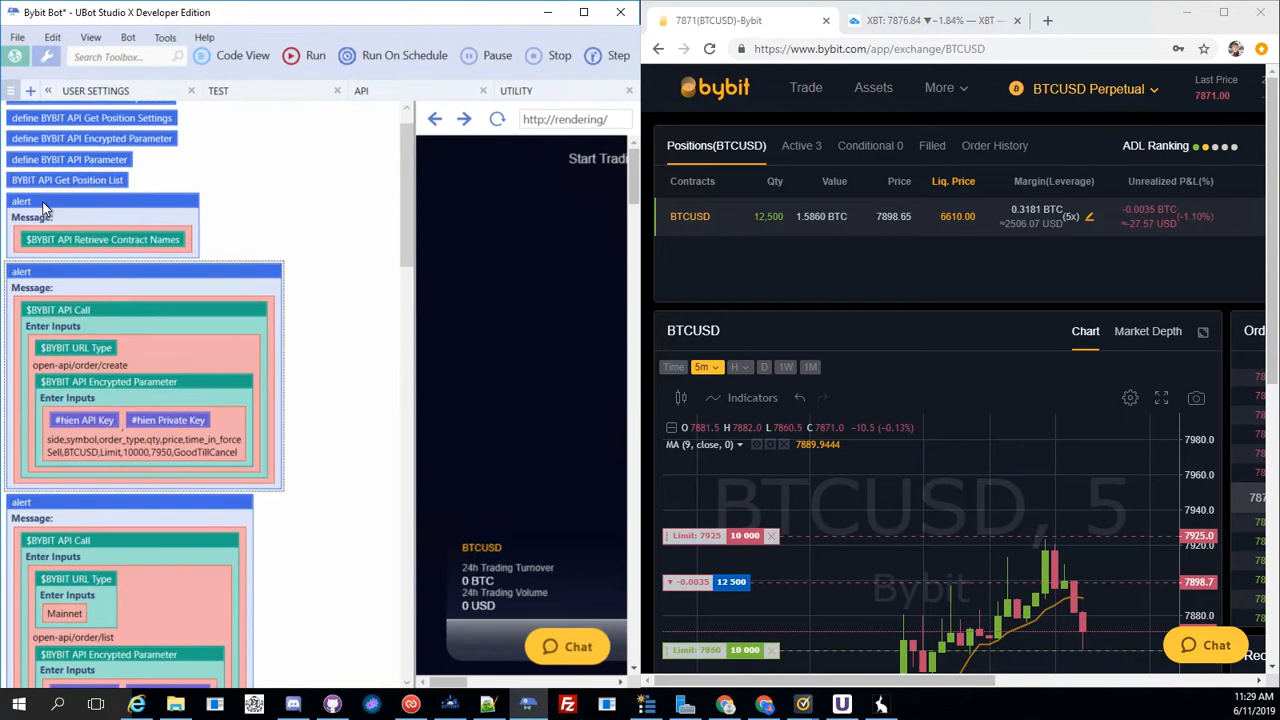 Bybit Bot* - UBot Studio X Developer Edition
File Edit View Bot Tools Help
Search Toolbox... Code View Run Run On Schedule Pause Stop Step
USER SETTINGS TEST API UTILITY
define BYBIT API Get Position Settings
define BYBIT API Encrypted Parameter
define BYBIT API Parameter
BYBIT API Get Position List
alert
Message:
$BYBIT API Retrieve Contract Names
alert
Message:
$BYBIT API Call
Enter Inputs
$BYBIT URL Type
open-api/order/create
$BYBIT API Encrypted Parameter
Enter Inputs
#hien API Key , #hien Private Key
side,symbol,order_type,qty,price,time_in_force
Sell,BTCUSD,Limit,10000,7950,GoodTillCancel
alert
Message:
$BYBIT API Call
Enter Inputs
$BYBIT URL Type
Enter Inputs
Mainnet
open-api/order/list
$BYBIT API Encrypted Parameter
Enter Inputs
http://rendering/
Start Tradi
BTCUSD
24h Trading Turnover
0 BTC
24h Trading Volume
0 USD
Chat
7871(BTCUSD)-Bybit
XBT: 7876.84 ▼−1.84% — XBT —
https://www.bybit.com/app/exchange/BTCUSD
bybit Trade Assets More BTCUSD Perpetual
Last Price
7871.00
Positions(BTCUSD) Active 3 Conditional 0 Filled Order History ADL Ranking
Contracts Qty Value Price Liq. Price Margin(Leverage) Unrealized P&L(%)
BTCUSD 12,500 1.5860 BTC 7898.65 6610.00 0.3181 BTC (5x) -0.0035 BTC (-1.10%)
≈2506.07 USD ≈-27.57 USD
BTCUSD Chart Market Depth Ord
Time 5m H D 1W 1M
Indicators
O 7881.5 H 7882.0 L 7860.5 C 7871.0 -10.5 (-0.13%)
MA (9, close, 0) 7889.9444
BTCUSD, 5
Bybit
7980.0
7960.0
7940.0
Limit: 7925 10 000 7925.0
7920.0
-0.0035 12 500 7898.7
7880.0
Limit: 7860 10 000
Chat
Rec
11:29 AM
6/11/2019